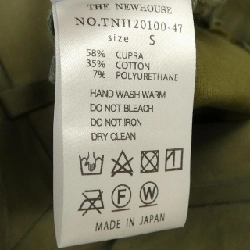 THE NEWHOUSE
NO.TNH20100-47
size S
58% CUPRA
35% COTTON
7% POLYURETHANE
HAND WASH WARM
DO NOT BLEACH
DO NOT IRON
DRY CLEAN
F W
MADE IN JAPAN